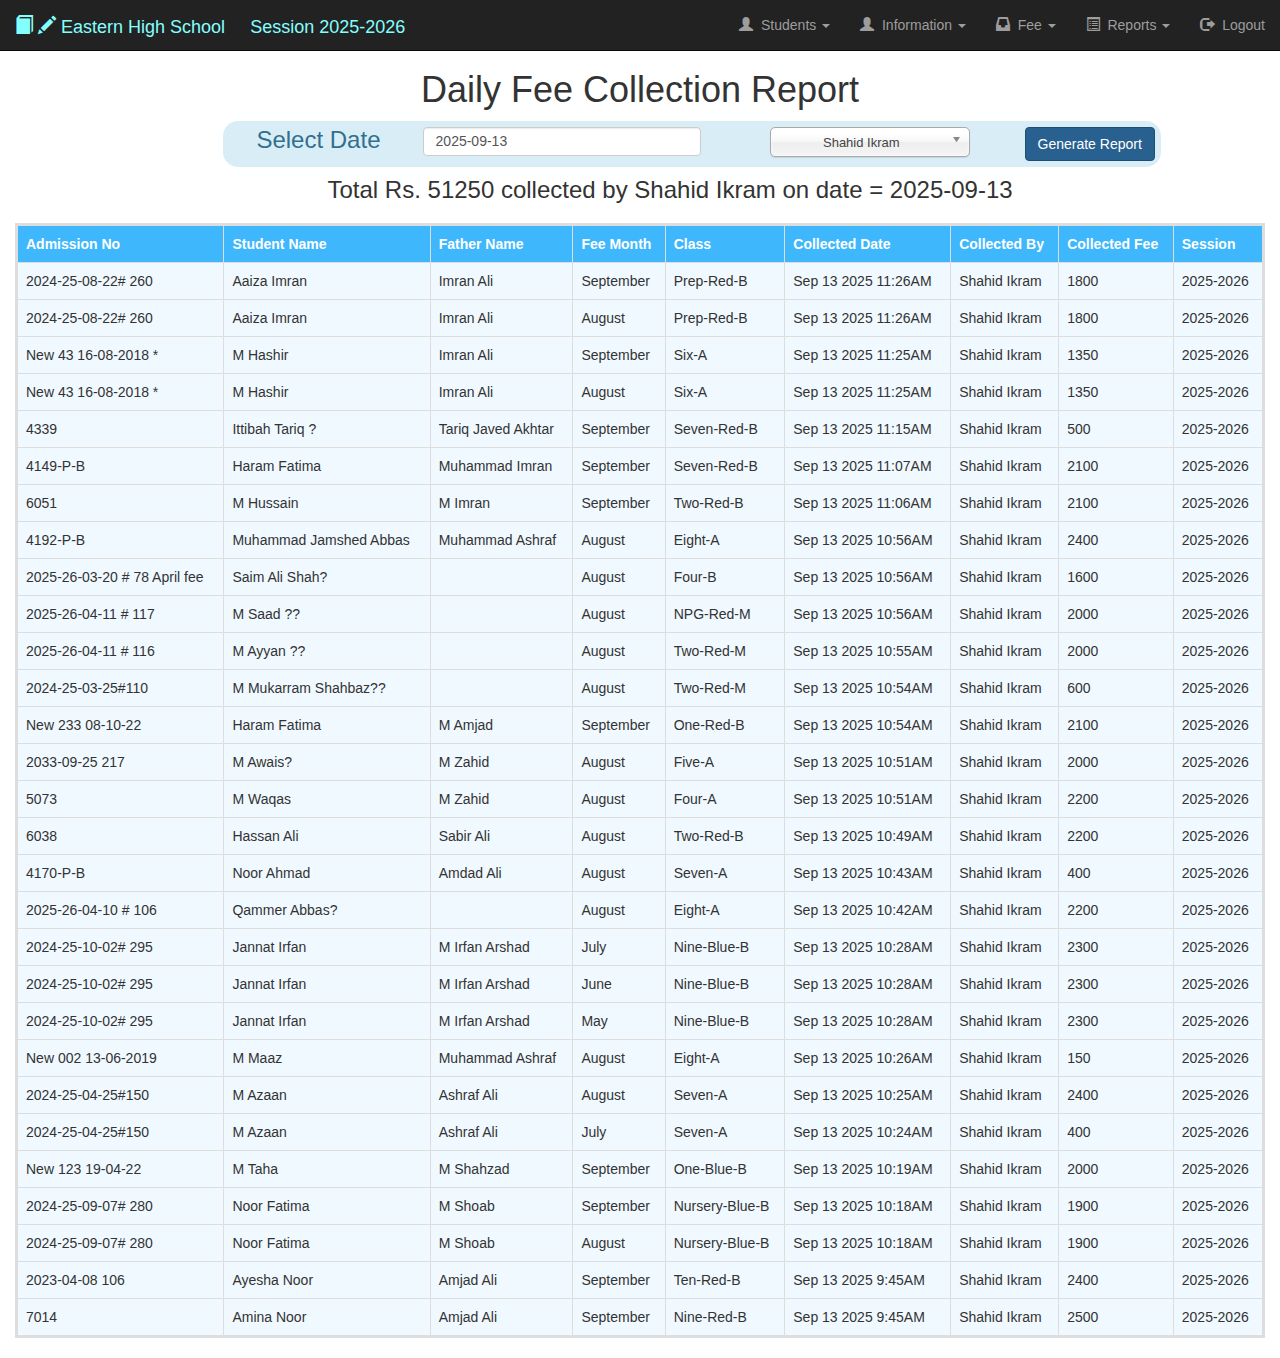 Eastern High School Session 2025-2026 Students Information Fee Reports Logout
Daily Fee Collection Report
Select Date 2025-09-13 Shahid Ikram Generate Report
Total Rs. 51250 collected by Shahid Ikram on date = 2025-09-13
Admission No Student Name Father Name Fee Month Class Collected Date Collected By Collected Fee Session
2024-25-08-22# 260 Aaiza Imran Imran Ali September Prep-Red-B Sep 13 2025 11:26AM Shahid Ikram 1800 2025-2026
2024-25-08-22# 260 Aaiza Imran Imran Ali August Prep-Red-B Sep 13 2025 11:26AM Shahid Ikram 1800 2025-2026
New 43 16-08-2018 * M Hashir Imran Ali September Six-A Sep 13 2025 11:25AM Shahid Ikram 1350 2025-2026
New 43 16-08-2018 * M Hashir Imran Ali August Six-A Sep 13 2025 11:25AM Shahid Ikram 1350 2025-2026
4339 Ittibah Tariq ? Tariq Javed Akhtar September Seven-Red-B Sep 13 2025 11:15AM Shahid Ikram 500 2025-2026
4149-P-B Haram Fatima Muhammad Imran September Seven-Red-B Sep 13 2025 11:07AM Shahid Ikram 2100 2025-2026
6051 M Hussain M Imran September Two-Red-B Sep 13 2025 11:06AM Shahid Ikram 2100 2025-2026
4192-P-B Muhammad Jamshed Abbas Muhammad Ashraf August Eight-A Sep 13 2025 10:56AM Shahid Ikram 2400 2025-2026
2025-26-03-20 # 78 April fee Saim Ali Shah? August Four-B Sep 13 2025 10:56AM Shahid Ikram 1600 2025-2026
2025-26-04-11 # 117 M Saad ?? August NPG-Red-M Sep 13 2025 10:56AM Shahid Ikram 2000 2025-2026
2025-26-04-11 # 116 M Ayyan ?? August Two-Red-M Sep 13 2025 10:55AM Shahid Ikram 2000 2025-2026
2024-25-03-25#110 M Mukarram Shahbaz?? August Two-Red-M Sep 13 2025 10:54AM Shahid Ikram 600 2025-2026
New 233 08-10-22 Haram Fatima M Amjad September One-Red-B Sep 13 2025 10:54AM Shahid Ikram 2100 2025-2026
2033-09-25 217 M Awais? M Zahid August Five-A Sep 13 2025 10:51AM Shahid Ikram 2000 2025-2026
5073 M Waqas M Zahid August Four-A Sep 13 2025 10:51AM Shahid Ikram 2200 2025-2026
6038 Hassan Ali Sabir Ali August Two-Red-B Sep 13 2025 10:49AM Shahid Ikram 2200 2025-2026
4170-P-B Noor Ahmad Amdad Ali August Seven-A Sep 13 2025 10:43AM Shahid Ikram 400 2025-2026
2025-26-04-10 # 106 Qammer Abbas? August Eight-A Sep 13 2025 10:42AM Shahid Ikram 2200 2025-2026
2024-25-10-02# 295 Jannat Irfan M Irfan Arshad July Nine-Blue-B Sep 13 2025 10:28AM Shahid Ikram 2300 2025-2026
2024-25-10-02# 295 Jannat Irfan M Irfan Arshad June Nine-Blue-B Sep 13 2025 10:28AM Shahid Ikram 2300 2025-2026
2024-25-10-02# 295 Jannat Irfan M Irfan Arshad May Nine-Blue-B Sep 13 2025 10:28AM Shahid Ikram 2300 2025-2026
New 002 13-06-2019 M Maaz Muhammad Ashraf August Eight-A Sep 13 2025 10:26AM Shahid Ikram 150 2025-2026
2024-25-04-25#150 M Azaan Ashraf Ali August Seven-A Sep 13 2025 10:25AM Shahid Ikram 2400 2025-2026
2024-25-04-25#150 M Azaan Ashraf Ali July Seven-A Sep 13 2025 10:24AM Shahid Ikram 400 2025-2026
New 123 19-04-22 M Taha M Shahzad September One-Blue-B Sep 13 2025 10:19AM Shahid Ikram 2000 2025-2026
2024-25-09-07# 280 Noor Fatima M Shoab September Nursery-Blue-B Sep 13 2025 10:18AM Shahid Ikram 1900 2025-2026
2024-25-09-07# 280 Noor Fatima M Shoab August Nursery-Blue-B Sep 13 2025 10:18AM Shahid Ikram 1900 2025-2026
2023-04-08 106 Ayesha Noor Amjad Ali September Ten-Red-B Sep 13 2025 9:45AM Shahid Ikram 2400 2025-2026
7014 Amina Noor Amjad Ali September Nine-Red-B Sep 13 2025 9:45AM Shahid Ikram 2500 2025-2026